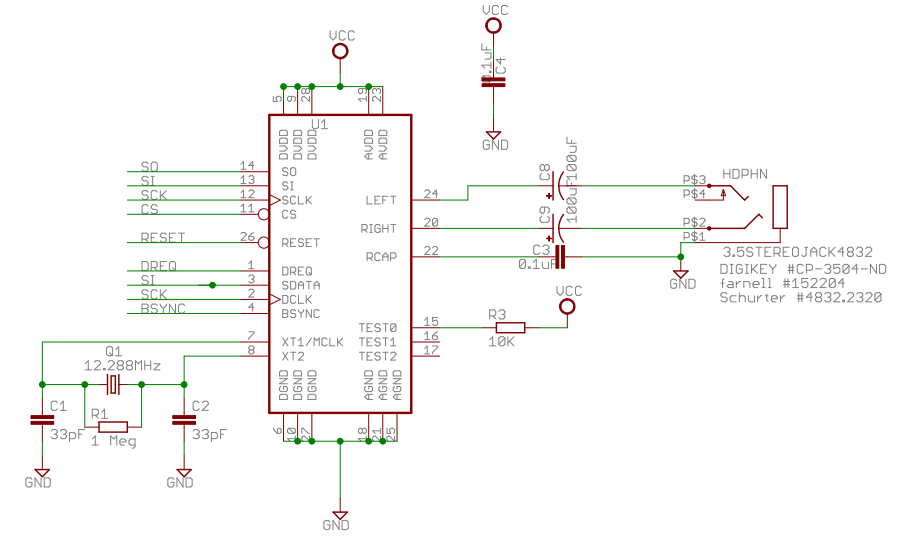 VCC
VCC
0.1uF
C4
GND
5
9
28
19
23
U1
DVDD
DVDD
DVDD
AVDD
AVDD
SO 14 SO
SI 13 SI
SCK 12 SCLK
CS 11 CS
RESET 26 RESET
DREQ 1 DREQ
SI 3 SDATA
SCK 2 DCLK
BSYNC 4 BSYNC
7 XT1/MCLK
8 XT2
LEFT 24
RIGHT 20
RCAP 22
TEST0 15
TEST1 16
TEST2 17
C8
100uF
C9
100uF
C3
0.1uF
P$3
P$4
P$2
P$1
HDPHN
GND
3.5STEREOJACK4832
DIGIKEY #CP-3504-ND
farnell #152204
Schurter #4832.2320
VCC
R3
10K
Q1
12.288MHz
C1
33pF
R1
1 Meg
C2
33pF
GND
GND
DGND
DGND
DGND
AGND
AGND
AGND
6
10
27
18
21
25
GND